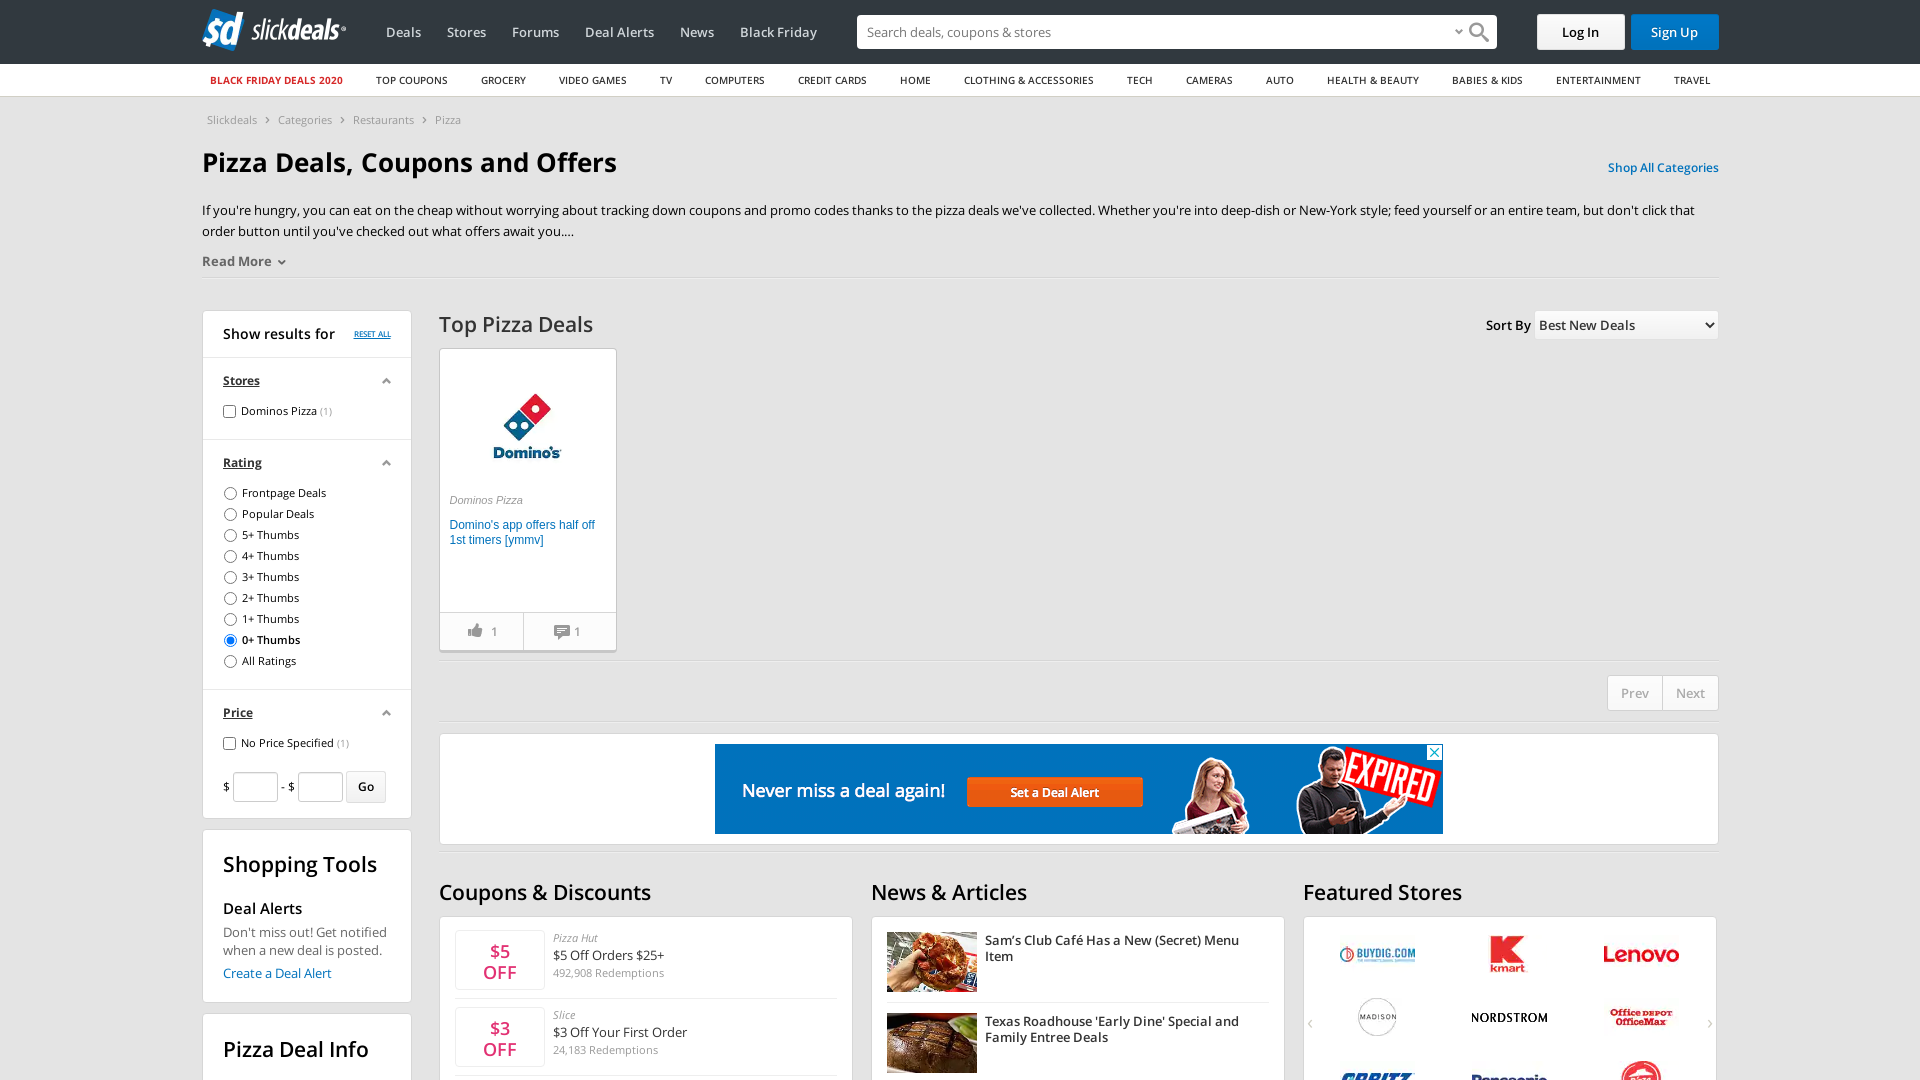 sd slickdeals
Deals
Stores
Forums
Deal Alerts
News
Black Friday
Search deals, coupons & stores
Log In
Sign Up
BLACK FRIDAY DEALS 2020
TOP COUPONS
GROCERY
VIDEO GAMES
TV
COMPUTERS
CREDIT CARDS
HOME
CLOTHING & ACCESSORIES
TECH
CAMERAS
AUTO
HEALTH & BEAUTY
BABIES & KIDS
ENTERTAINMENT
TRAVEL
Slickdeals › Categories › Restaurants › Pizza
Pizza Deals, Coupons and Offers
Shop All Categories
If you're hungry, you can eat on the cheap without worrying about tracking down coupons and promo codes thanks to the pizza deals we've collected. Whether you're into deep-dish or New-York style; feed yourself or an entire team, but don't click that
order button until you've checked out what offers await you....
Read More
Show results for
RESET ALL
Stores
Dominos Pizza (1)
Rating
Frontpage Deals
Popular Deals
5+ Thumbs
4+ Thumbs
3+ Thumbs
2+ Thumbs
1+ Thumbs
0+ Thumbs
All Ratings
Price
No Price Specified (1)
$ - $ Go
Shopping Tools
Deal Alerts
Don't miss out! Get notified
when a new deal is posted.
Create a Deal Alert
Pizza Deal Info
Top Pizza Deals
Sort By Best New Deals
Domino's
Dominos Pizza
Domino's app offers half off
1st timers [ymmv]
1
1
Prev
Next
Never miss a deal again!
Set a Deal Alert
EXPIRED
Coupons & Discounts
$5
OFF
Pizza Hut
$5 Off Orders $25+
492,908 Redemptions
$3
OFF
Slice
$3 Off Your First Order
24,183 Redemptions
News & Articles
Sam’s Club Café Has a New (Secret) Menu
Item
Texas Roadhouse 'Early Dine' Special and
Family Entree Deals
Featured Stores
BUYDIG.COM
K
kmart
Lenovo
MADISON
NORDSTROM
Office DEPOT
OfficeMax
ORBITZ
Panasonic